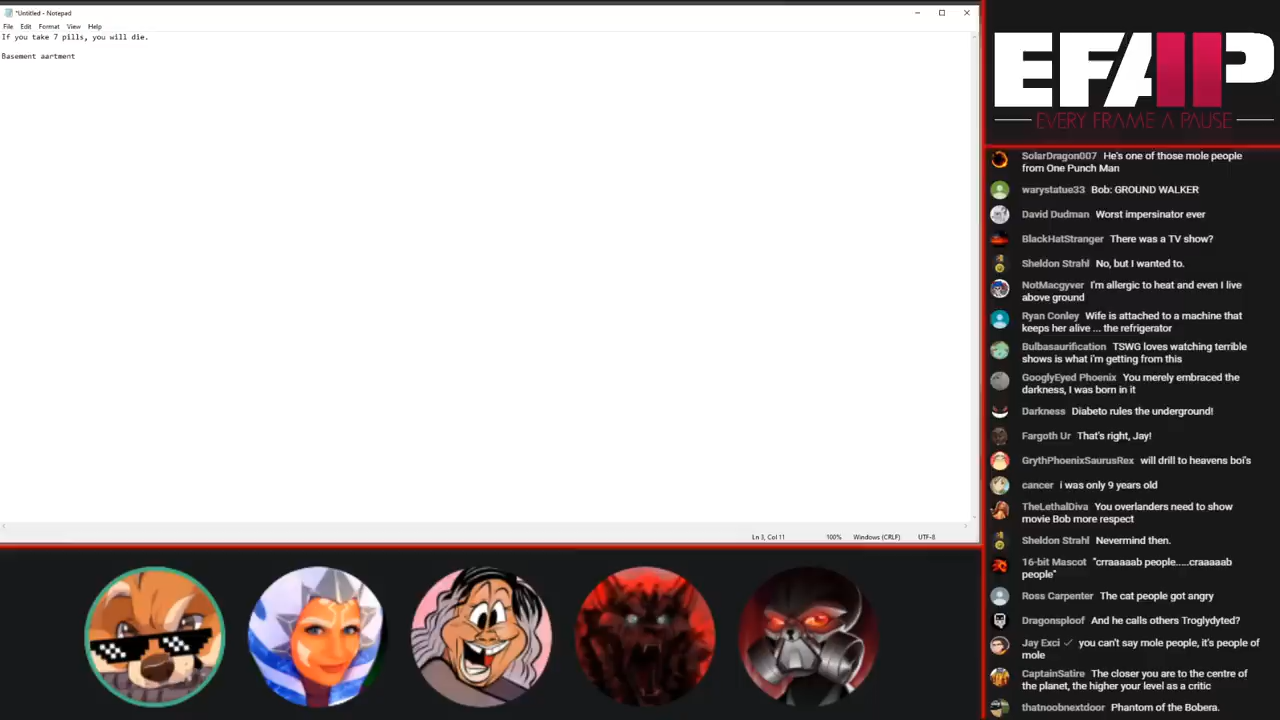 *Untitled - Notepad
File Edit Format View Help
If you take 7 pills, you will die.
Basement aartment
Ln 3, Col 11 100% Windows (CRLF) UTF-8
EFAP
EVERY FRAME A PAUSE
SolarDragon007 He's one of those mole people
from One Punch Man
warystatue33 Bob: GROUND WALKER
David Dudman Worst impersinator ever
BlackHatStranger There was a TV show?
Sheldon Strahl No, but I wanted to.
NotMacgyver I'm allergic to heat and even I live
above ground
Ryan Conley Wife is attached to a machine that
keeps her alive ... the refrigerator
Bulbasaurification TSWG loves watching terrible
shows is what i'm getting from this
GooglyEyed Phoenix You merely embraced the
darkness, I was born in it
Darkness Diabeto rules the underground!
Fargoth Ur That's right, Jay!
GrythPhoenixSaurusRex will drill to heavens boi's
cancer i was only 9 years old
TheLethalDiva You overlanders need to show
movie Bob more respect
Sheldon Strahl Nevermind then.
16-bit Mascot "crraaaaab people.....craaaaab
people"
Ross Carpenter The cat people got angry
Dragonsploof And he calls others Troglydyted?
Jay Exci ✓ you can't say mole people, it's people of
mole
CaptainSatire The closer you are to the centre of
the planet, the higher your level as a critic
thatnoobnextdoor Phantom of the Bobera.